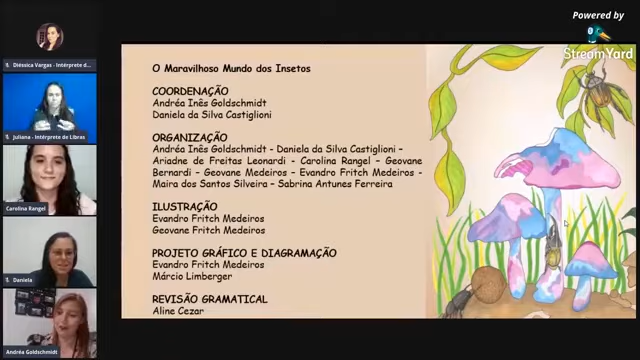 Powered by
StreamYard
Diéssica Vargas - Intérprete d...
Juliana - Intérprete de Libras
Carolina Rangel
Daniela
Andréa Goldschmidt
O Maravilhoso Mundo dos Insetos
COORDENAÇÃO
Andréa Inês Goldschmidt
Daniela da Silva Castiglioni
ORGANIZAÇÃO
Andréa Inês Goldschmidt - Daniela da Silva Castiglioni –
Ariadne de Freitas Leonardi - Carolina Rangel – Geovane
Bernardi – Geovane Medeiros – Evandro Fritch Medeiros -
Maira dos Santos Silveira – Sabrina Antunes Ferreira
ILUSTRAÇÃO
Evandro Fritch Medeiros
Geovane Fritch Medeiros
PROJETO GRÁFICO E DIAGRAMAÇÃO
Evandro Fritch Medeiros
Márcio Limberger
REVISÃO GRAMATICAL
Aline Cezar